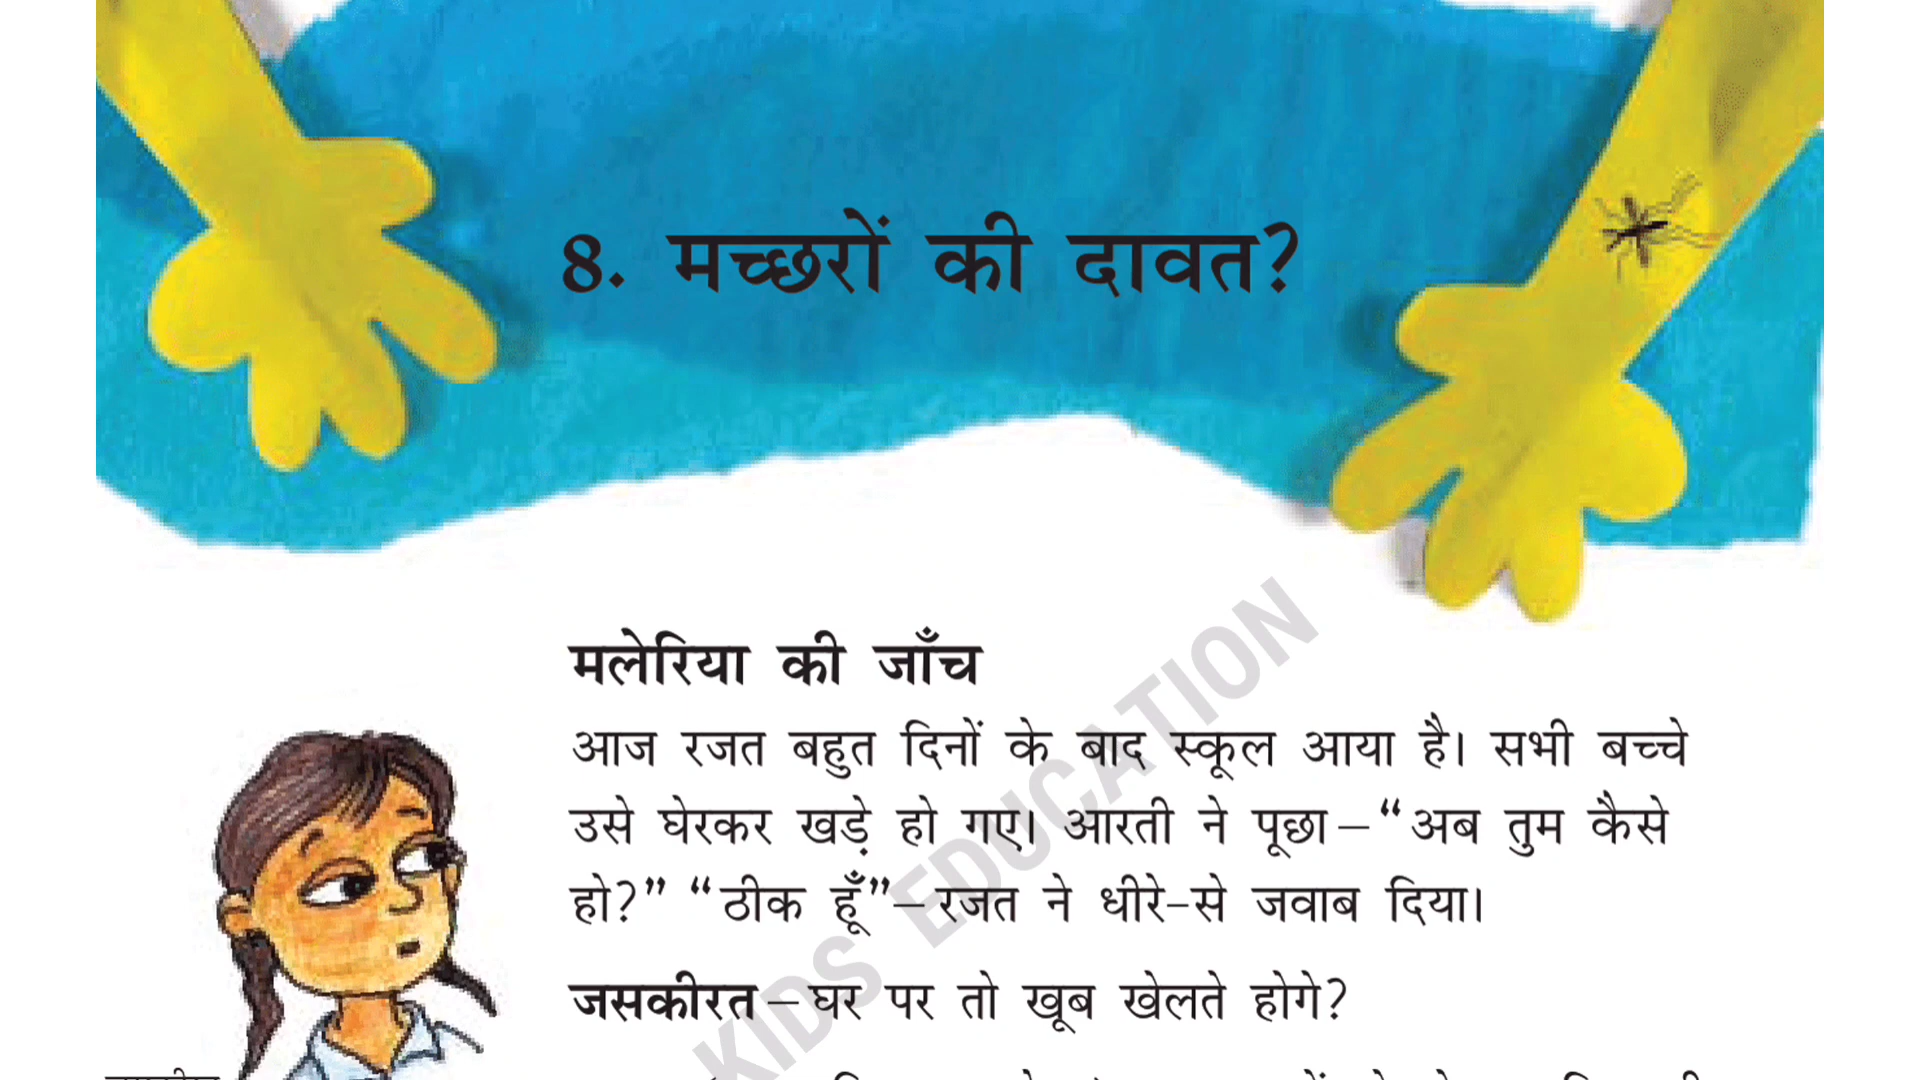 8. मच्छरों की दावत?
मलेरिया की जाँच
आज रजत बहुत दिनों के बाद स्कूल आया है। सभी बच्चे
उसे घेरकर खड़े हो गए। आरती ने पूछा–“अब तुम कैसे
हो?” “ठीक हूँ”–रजत ने धीरे-से जवाब दिया।
जसकीरत–घर पर तो खूब खेलते होगे?
KIDS EDUCATION